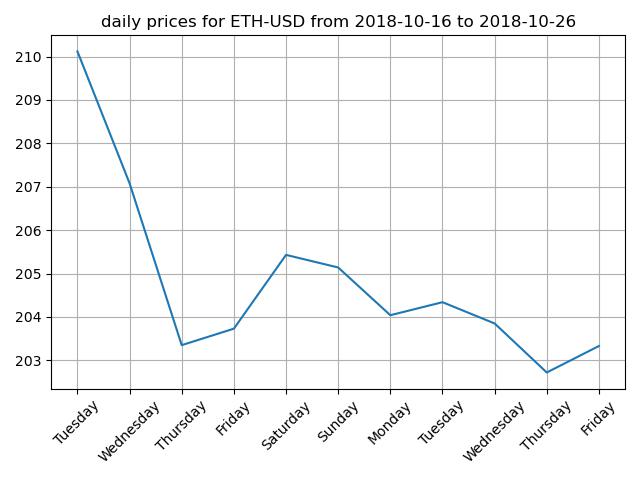 daily prices for ETH-USD from 2018-10-16 to 2018-10-26
210
209
208
207
206
205
204
203
Tuesday
Wednesday
Thursday
Friday
Saturday
Sunday
Monday
Tuesday
Wednesday
Thursday
Friday